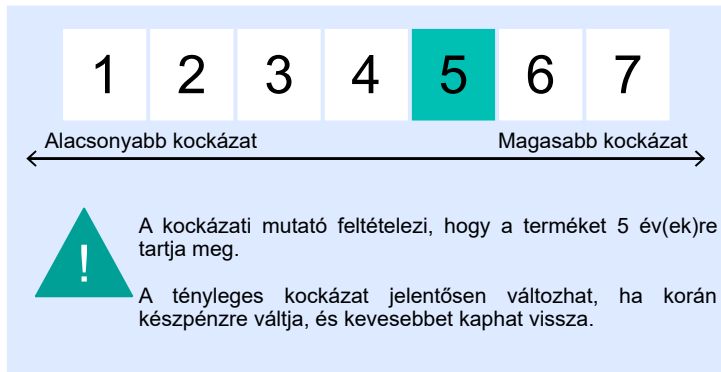 1 2 3 4 5 6 7
Alacsonyabb kockázat Magasabb kockázat
! A kockázati mutató feltételezi, hogy a terméket 5 év(ek)re
tartja meg.
A tényleges kockázat jelentősen változhat, ha korán
készpénzre váltja, és kevesebbet kaphat vissza.